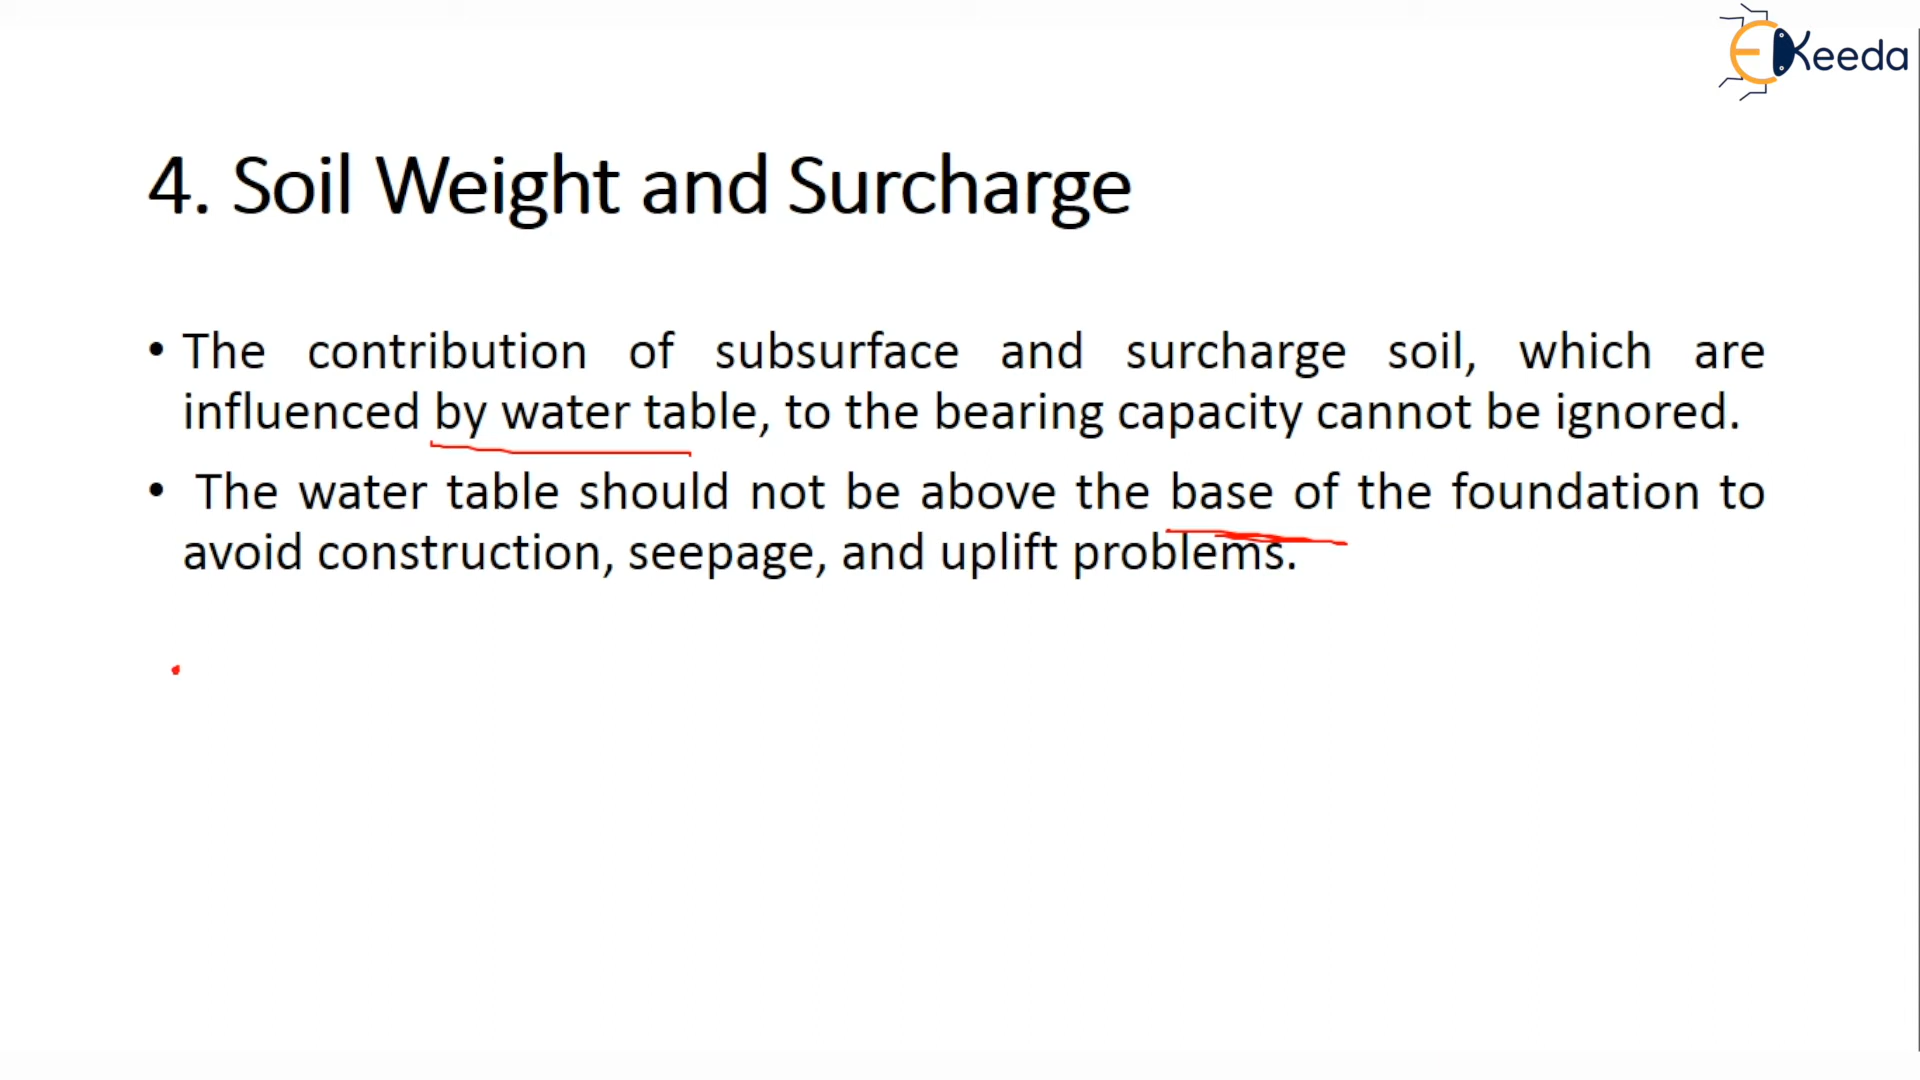 EKeeda
4. Soil Weight and Surcharge
• The contribution of subsurface and surcharge soil, which are
influenced by water table, to the bearing capacity cannot be ignored.
• The water table should not be above the base of the foundation to
avoid construction, seepage, and uplift problems.